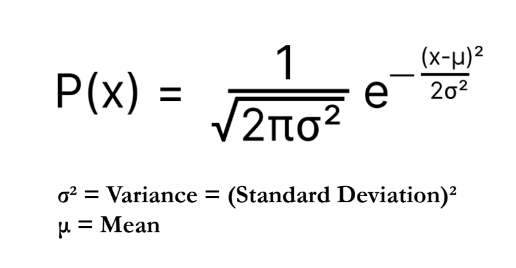 P(x) = 1/√2πσ² e^−(x-μ)²/2σ²
σ² = Variance = (Standard Deviation)²
μ = Mean